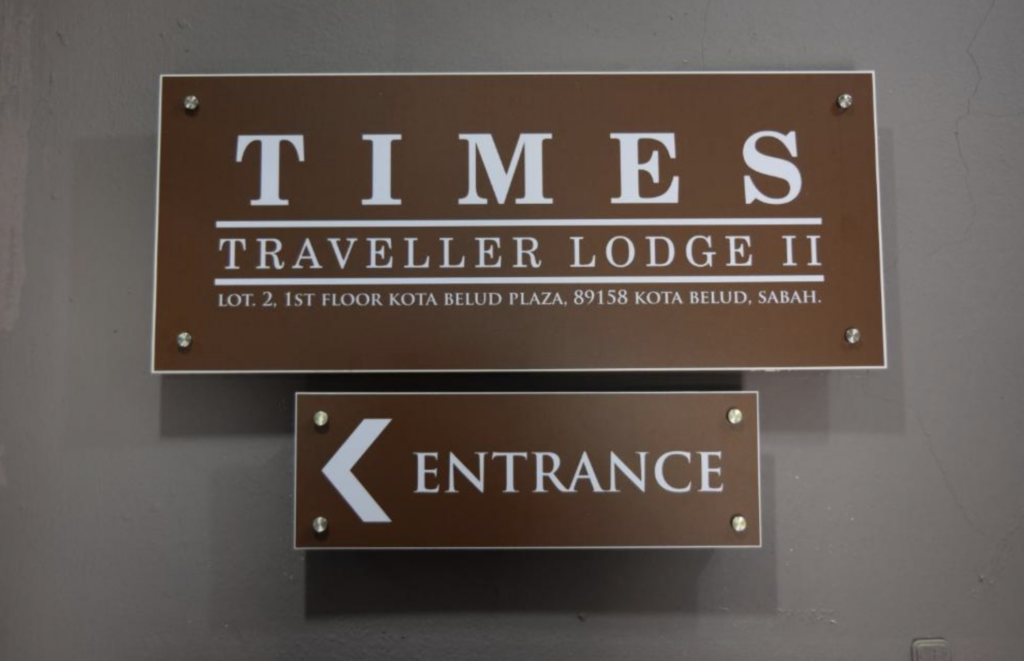 TIMES
TRAVELLER LODGE II
LOT. 2, 1ST FLOOR KOTA BELUD PLAZA, 89158 KOTA BELUD, SABAH.
ENTRANCE